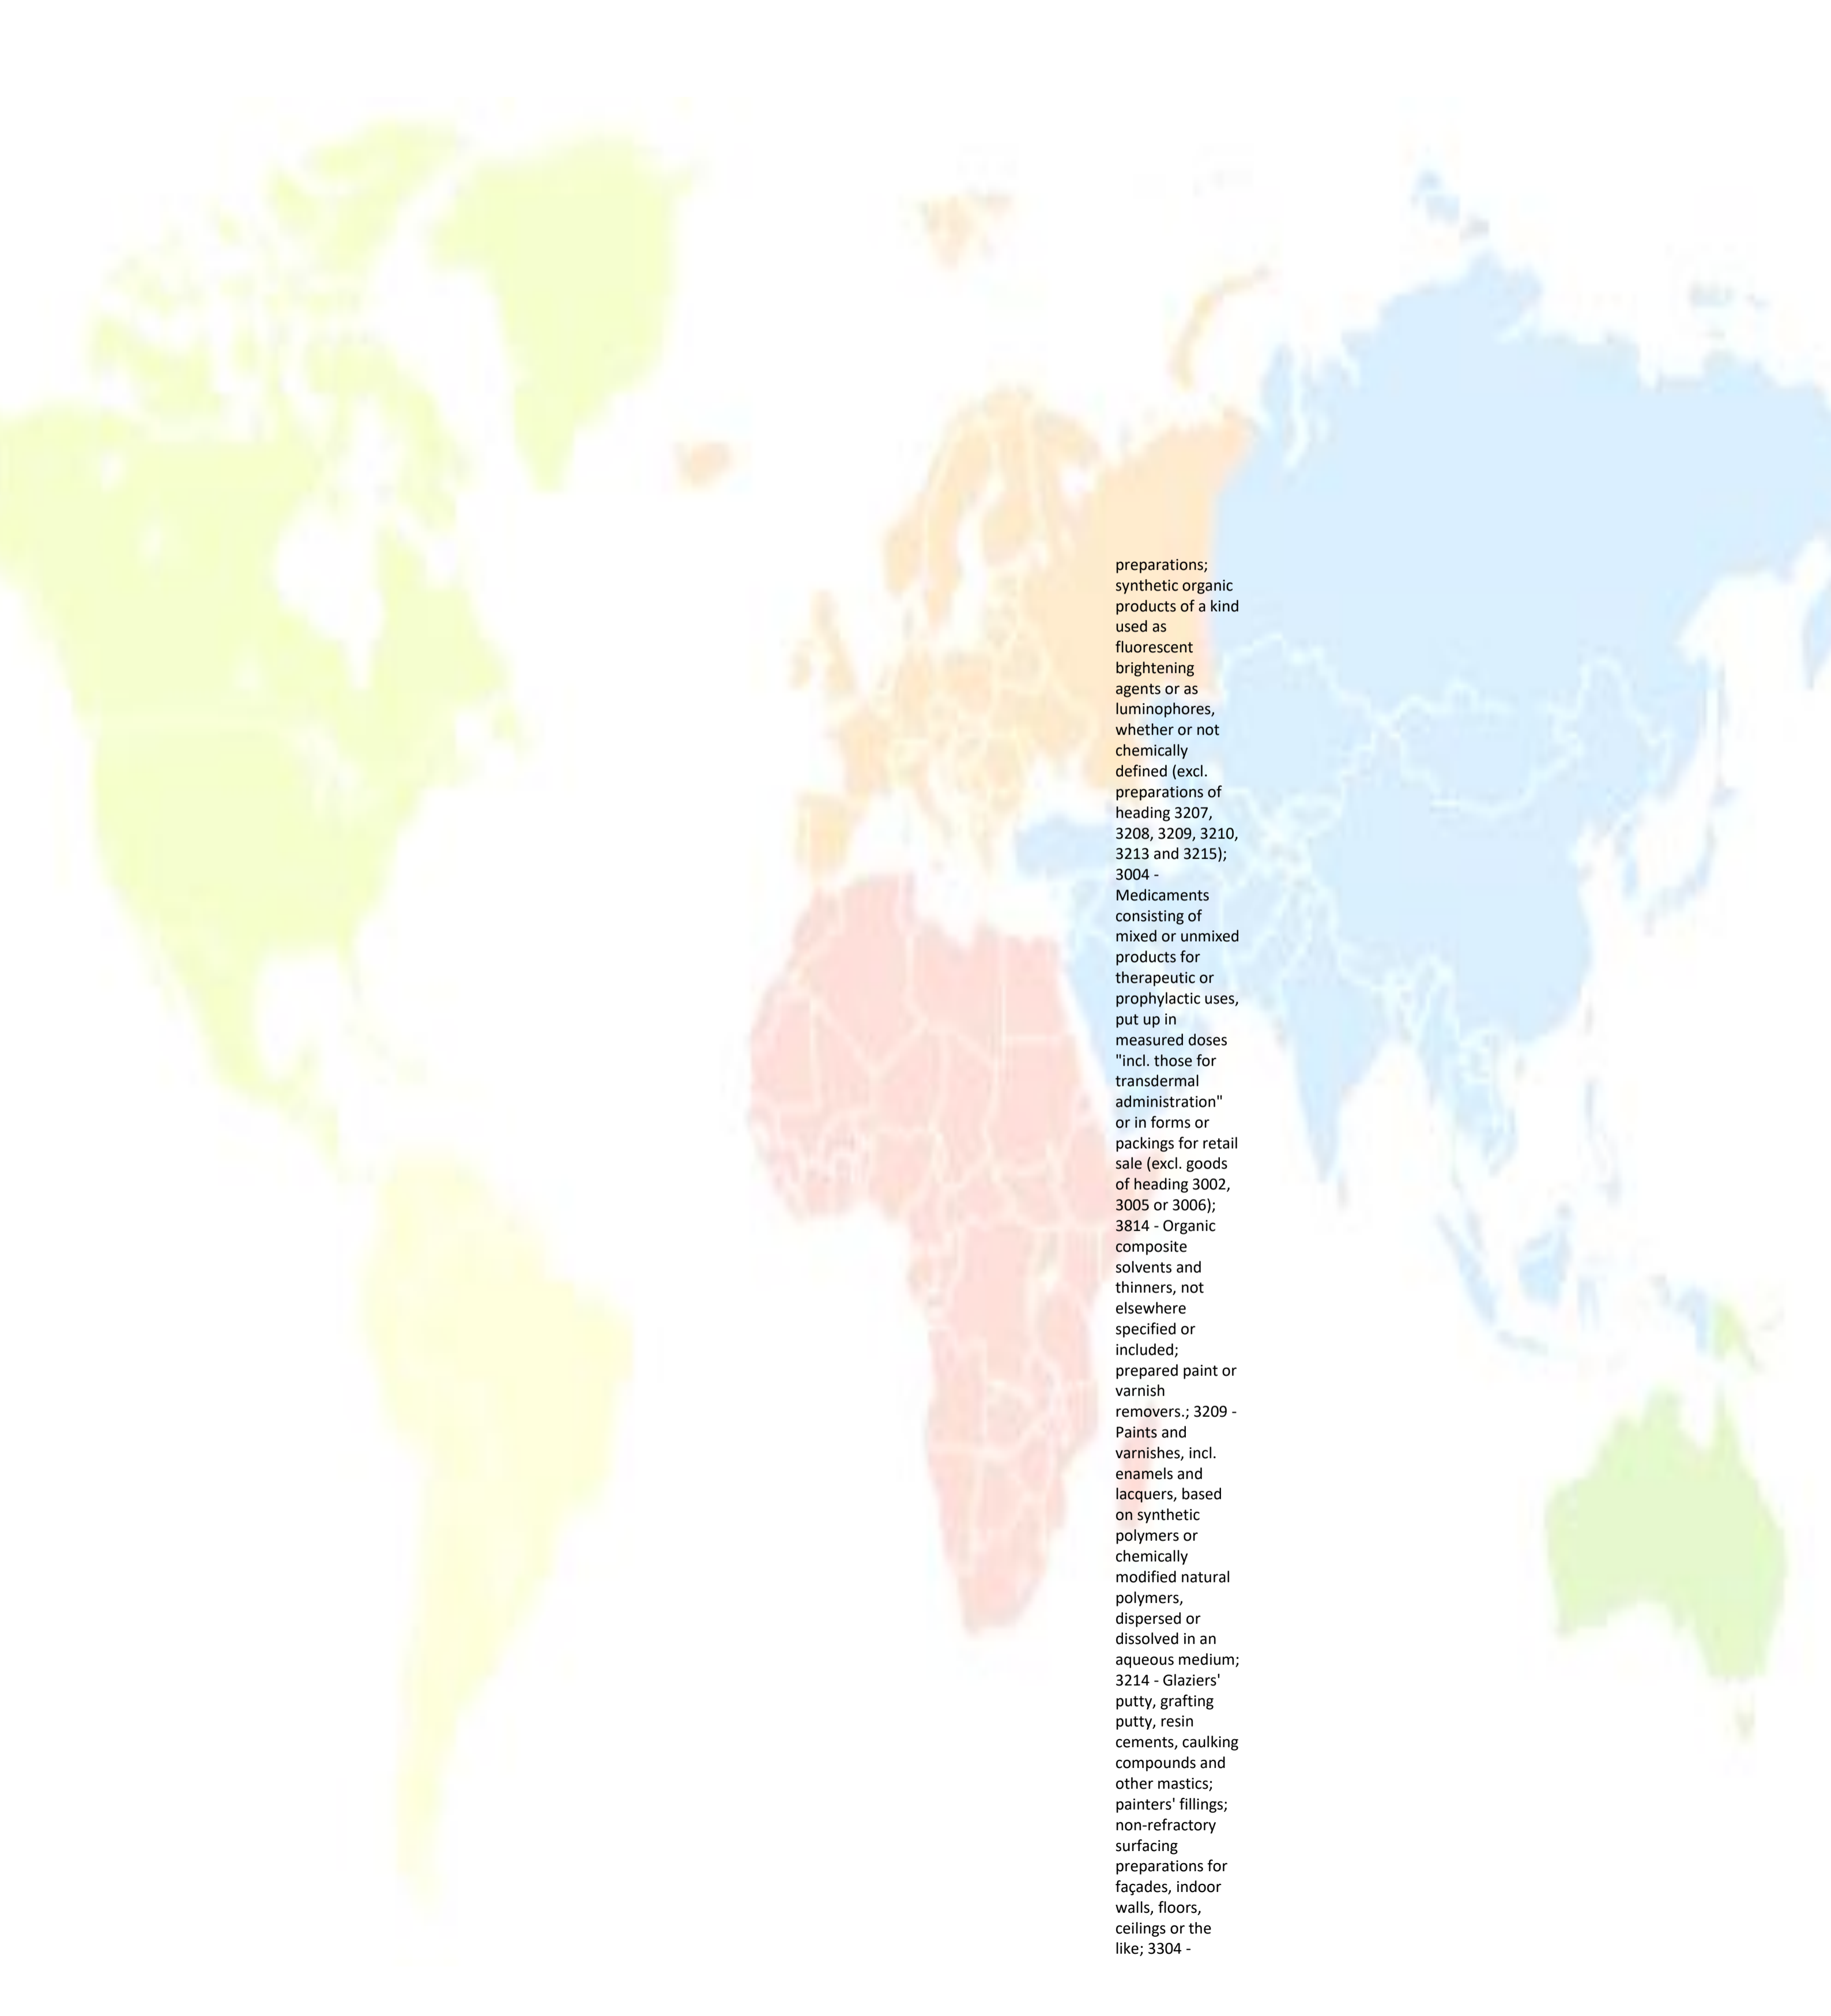 preparations;
synthetic organic
products of a kind
used as
fluorescent
brightening
agents or as
luminophores,
whether or not
chemically
defined (excl.
preparations of
heading 3207,
3208, 3209, 3210,
3213 and 3215);
3004 -
Medicaments
consisting of
mixed or unmixed
products for
therapeutic or
prophylactic uses,
put up in
measured doses
"incl. those for
transdermal
administration"
or in forms or
packings for retail
sale (excl. goods
of heading 3002,
3005 or 3006);
3814 - Organic
composite
solvents and
thinners, not
elsewhere
specified or
included;
prepared paint or
varnish
removers.; 3209 -
Paints and
varnishes, incl.
enamels and
lacquers, based
on synthetic
polymers or
chemically
modified natural
polymers,
dispersed or
dissolved in an
aqueous medium;
3214 - Glaziers'
putty, grafting
putty, resin
cements, caulking
compounds and
other mastics;
painters' fillings;
non-refractory
surfacing
preparations for
façades, indoor
walls, floors,
ceilings or the
like; 3304 -